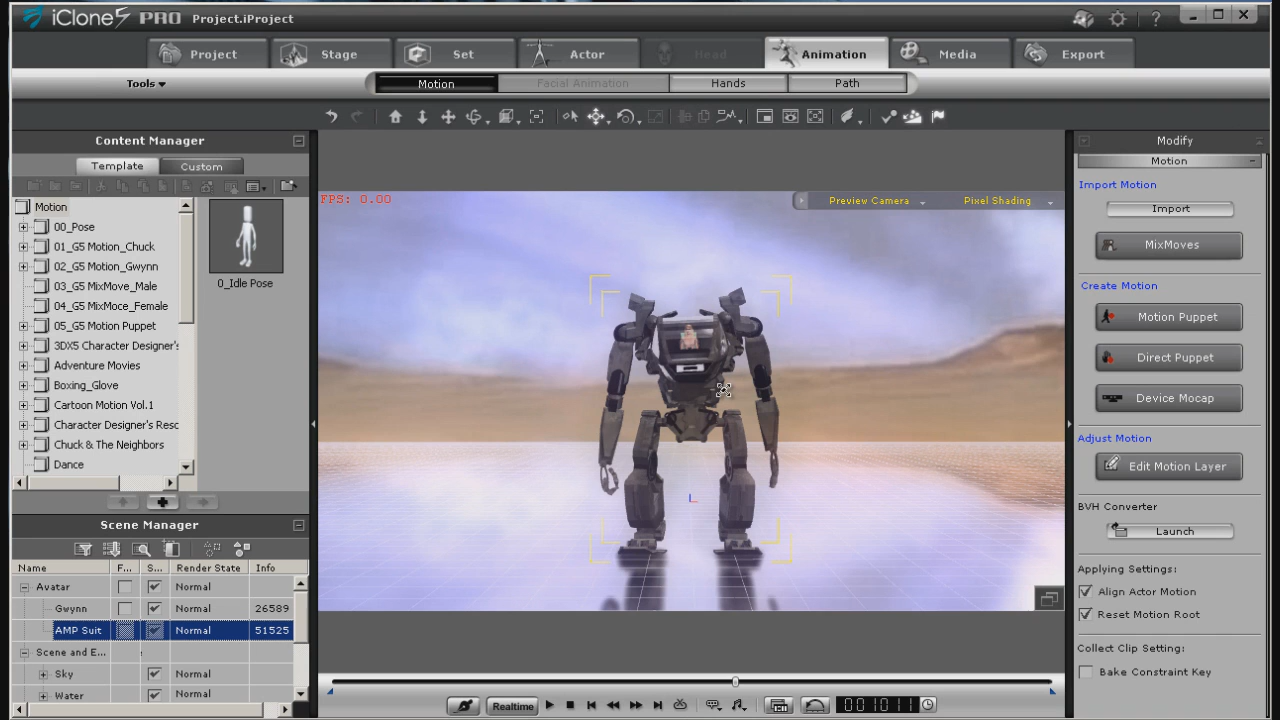 iClone5 PRO Project.iProject
?
Project Stage Set Actor Head Animation Media Export
Tools Motion Facial Animation Hands Path
Content Manager
Template Custom
Motion
00_Pose
01_G5 Motion_Chuck
02_G5 Motion_Gwynn
03_G5 MixMove_Male
04_G5 MixMoce_Female
05_G5 Motion Puppet
3DX5 Character Designer's
Adventure Movies
Boxing_Glove
Cartoon Motion Vol.1
Character Designer's Resc
Chuck & The Neighbors
Dance
0_Idle Pose
Scene Manager
Name F... S... Render State Info
Avatar Normal
Gwynn Normal 26589
AMP Suit Normal 51525
Scene and E...
Sky Normal
Water Normal
FPS: 0.00 Preview Camera Pixel Shading
Realtime 001011
Modify
Motion
Import Motion
Import
MixMoves
Create Motion
Motion Puppet
Direct Puppet
Device Mocap
Adjust Motion
Edit Motion Layer
BVH Converter
Launch
Applying Settings:
Align Actor Motion
Reset Motion Root
Collect Clip Setting:
Bake Constraint Key